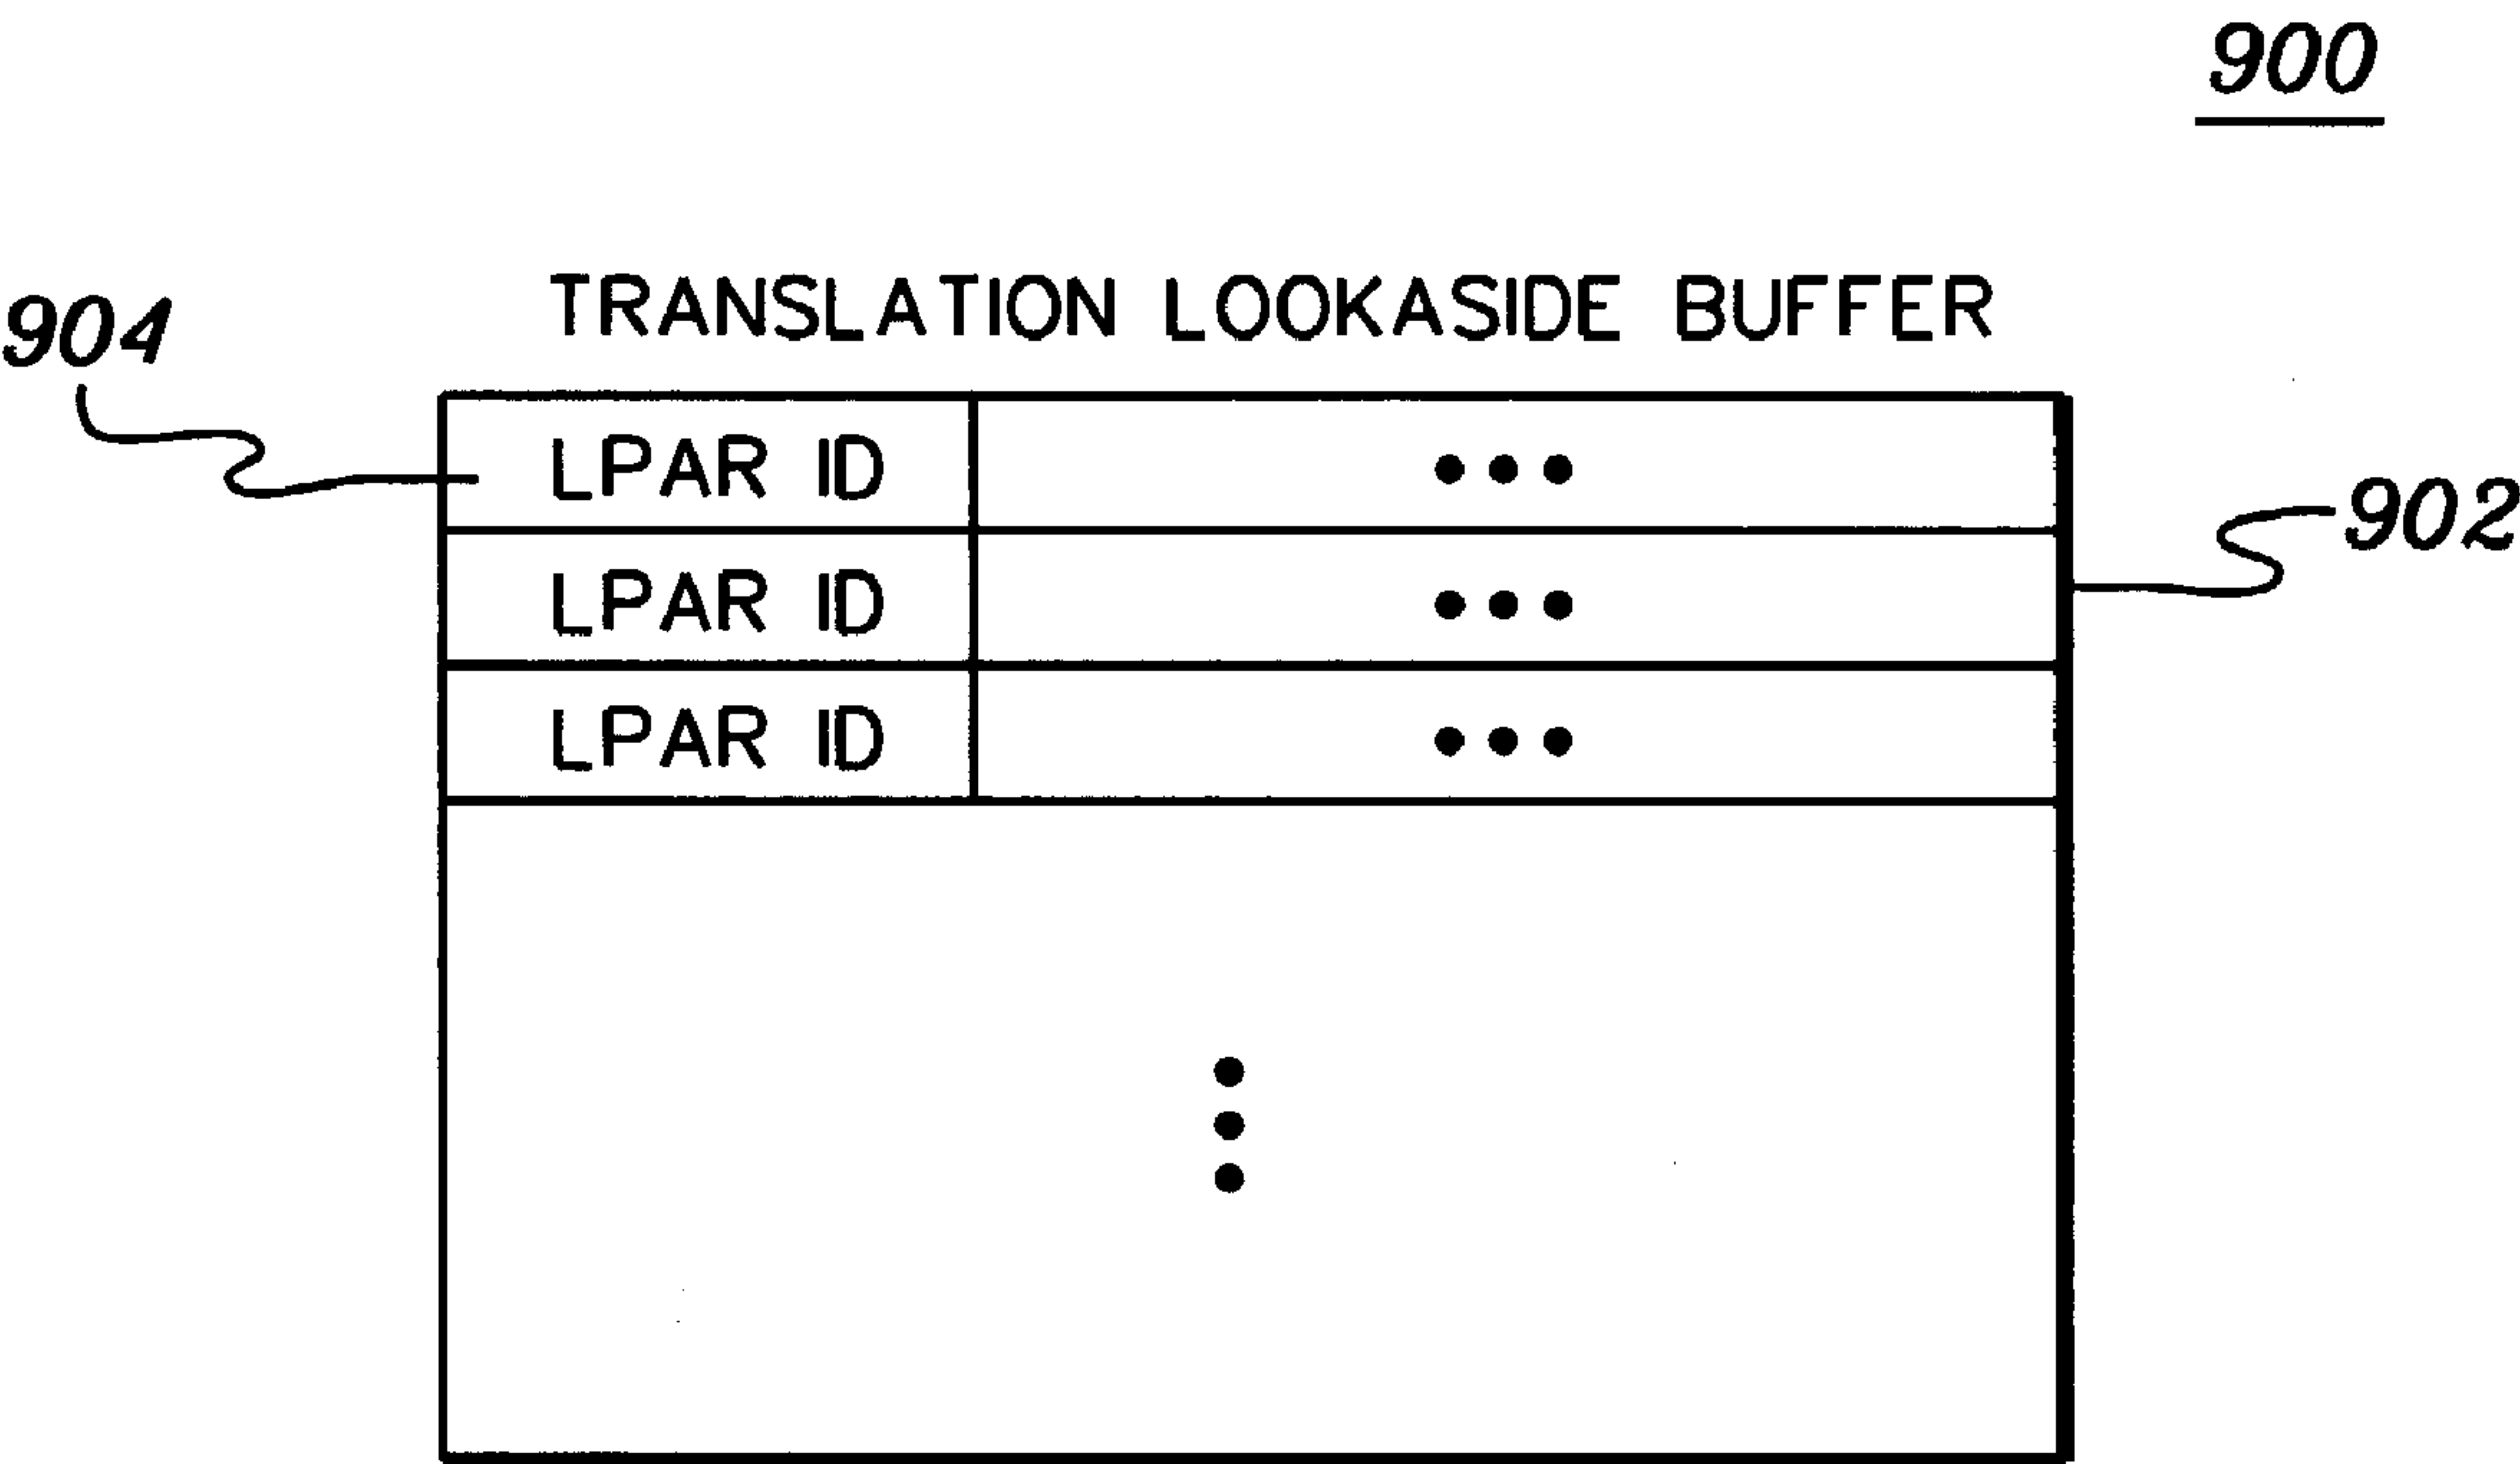 900
TRANSLATION LOOKASIDE BUFFER
904
LPAR ID •••
902
LPAR ID •••
LPAR ID •••